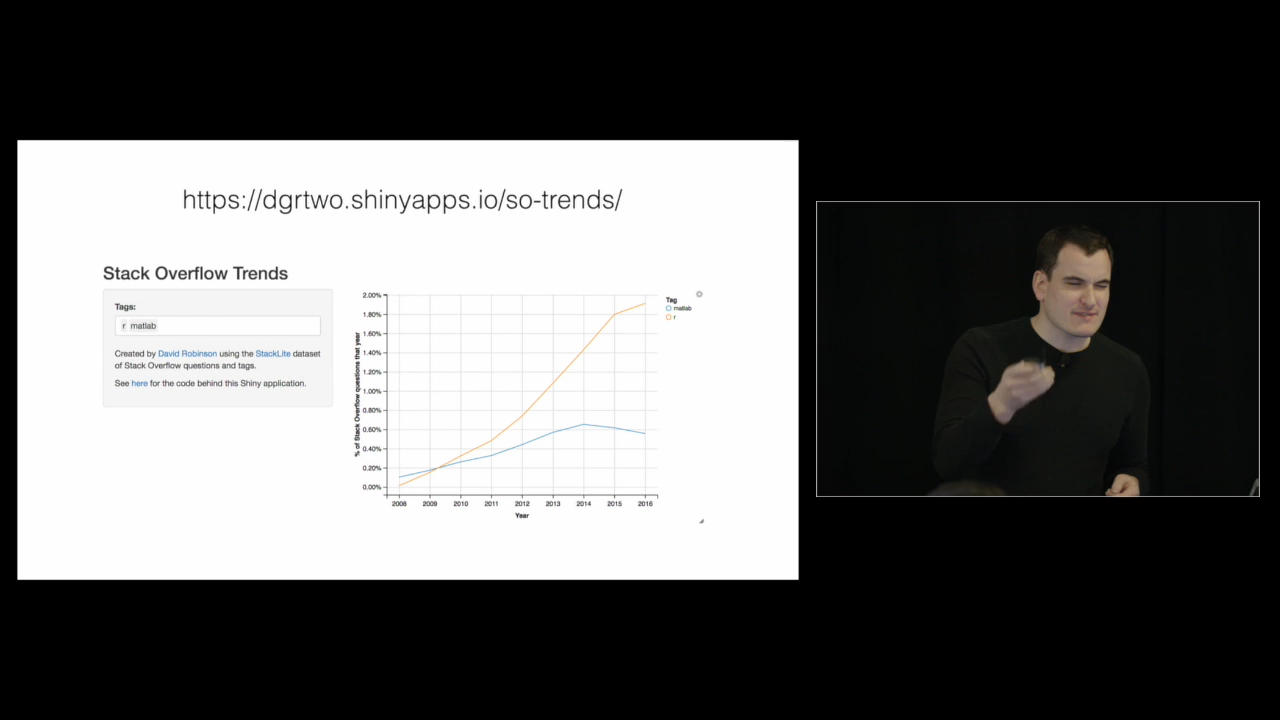 https://dgrtwo.shinyapps.io/so-trends/
Stack Overflow Trends
Tags:
r matlab
Created by David Robinson using the StackLite dataset
of Stack Overflow questions and tags.
See here for the code behind this Shiny application.
% of Stack Overflow questions that year
2.00%
1.80%
1.60%
1.40%
1.20%
1.00%
0.80%
0.60%
0.40%
0.20%
0.00%
2008 2009 2010 2011 2012 2013 2014 2015 2016
Year
Tag
matlab
r